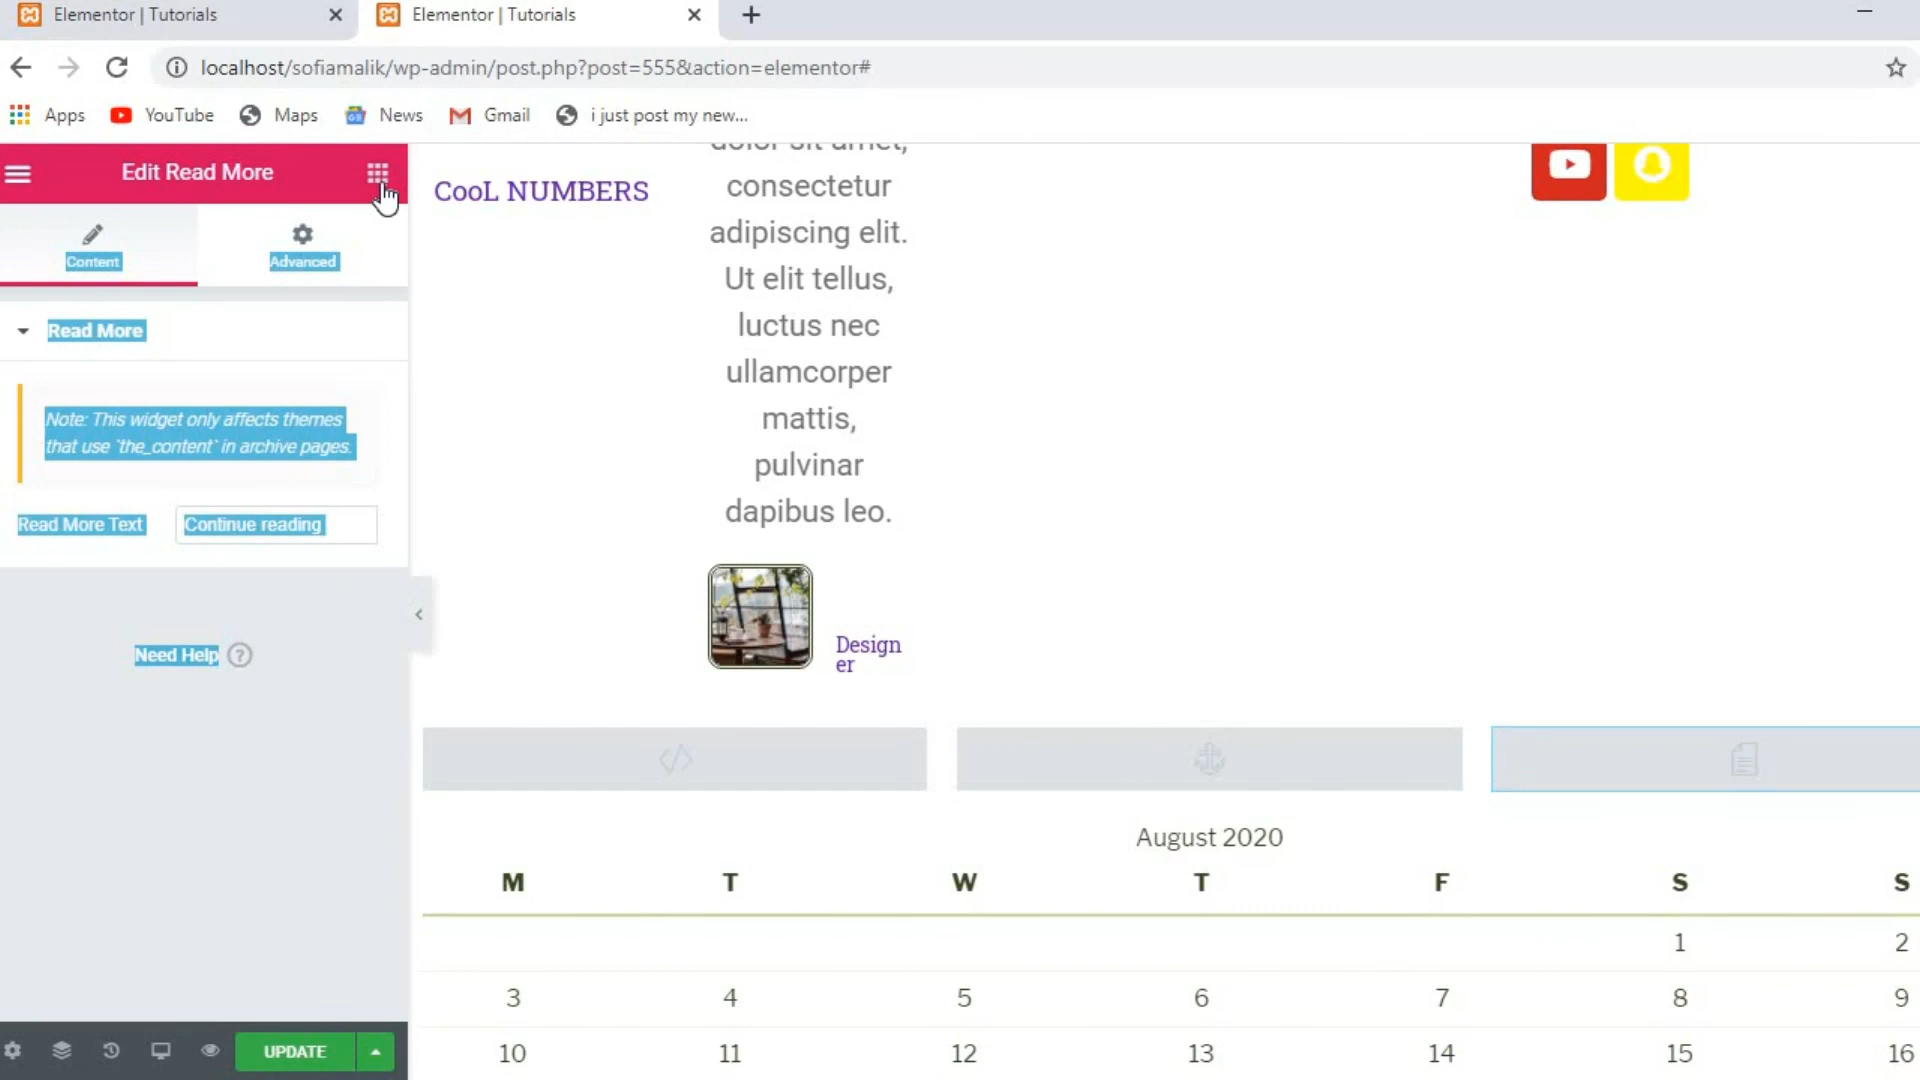 Elementor | Tutorials
Elementor | Tutorials
localhost/sofiamalik/wp-admin/post.php?post=555&action=elementor#
Apps
YouTube
Maps
News
Gmail
i just post my new...
Edit Read More
Content
Advanced
Read More
Note: This widget only affects themes
that use `the_content` in archive pages.
Read More Text
Continue reading
Need Help
UPDATE
CooL NUMBERS
dolor sit amet,
consectetur
adipiscing elit.
Ut elit tellus,
luctus nec
ullamcorper
mattis,
pulvinar
dapibus leo.
Design
er
August 2020
M T W T F S S
1 2
3 4 5 6 7 8 9
10 11 12 13 14 15 16